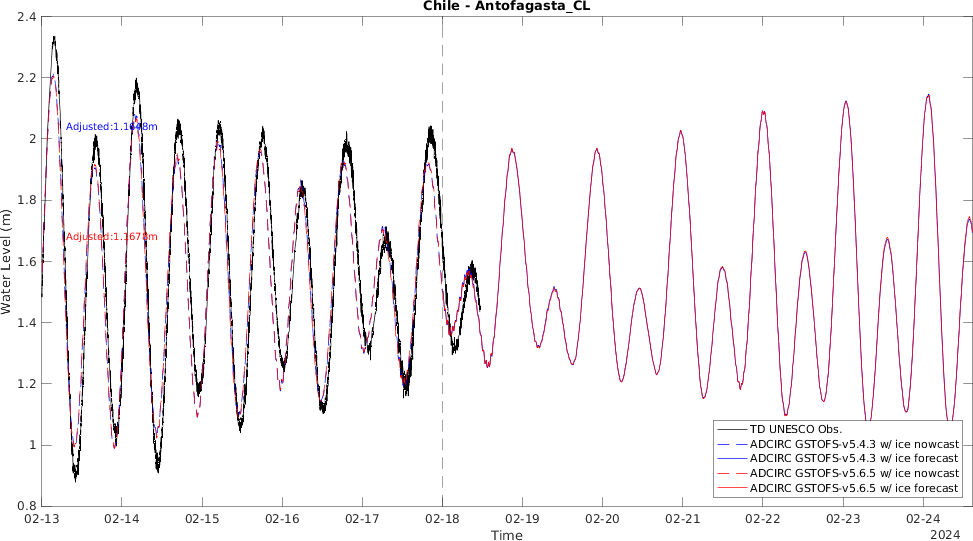 Chile - Antofagasta_CL
2.4
2.2
2
1.8
1.6
1.4
1.2
1
0.8
Water Level (m)
Adjusted:1.1648m
Adjusted:1.1678m
TD UNESCO Obs.
ADCIRC GSTOFS-v5.4.3 w/ ice nowcast
ADCIRC GSTOFS-v5.4.3 w/ ice forecast
ADCIRC GSTOFS-v5.6.5 w/ ice nowcast
ADCIRC GSTOFS-v5.6.5 w/ ice forecast
02-13 02-14 02-15 02-16 02-17 02-18 02-19 02-20 02-21 02-22 02-23 02-24
Time
2024